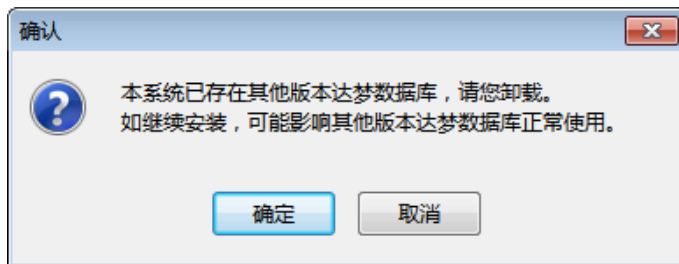 确认
本系统已存在其他版本达梦数据库，请您卸载。
如继续安装，可能影响其他版本达梦数据库正常使用。
确定
取消